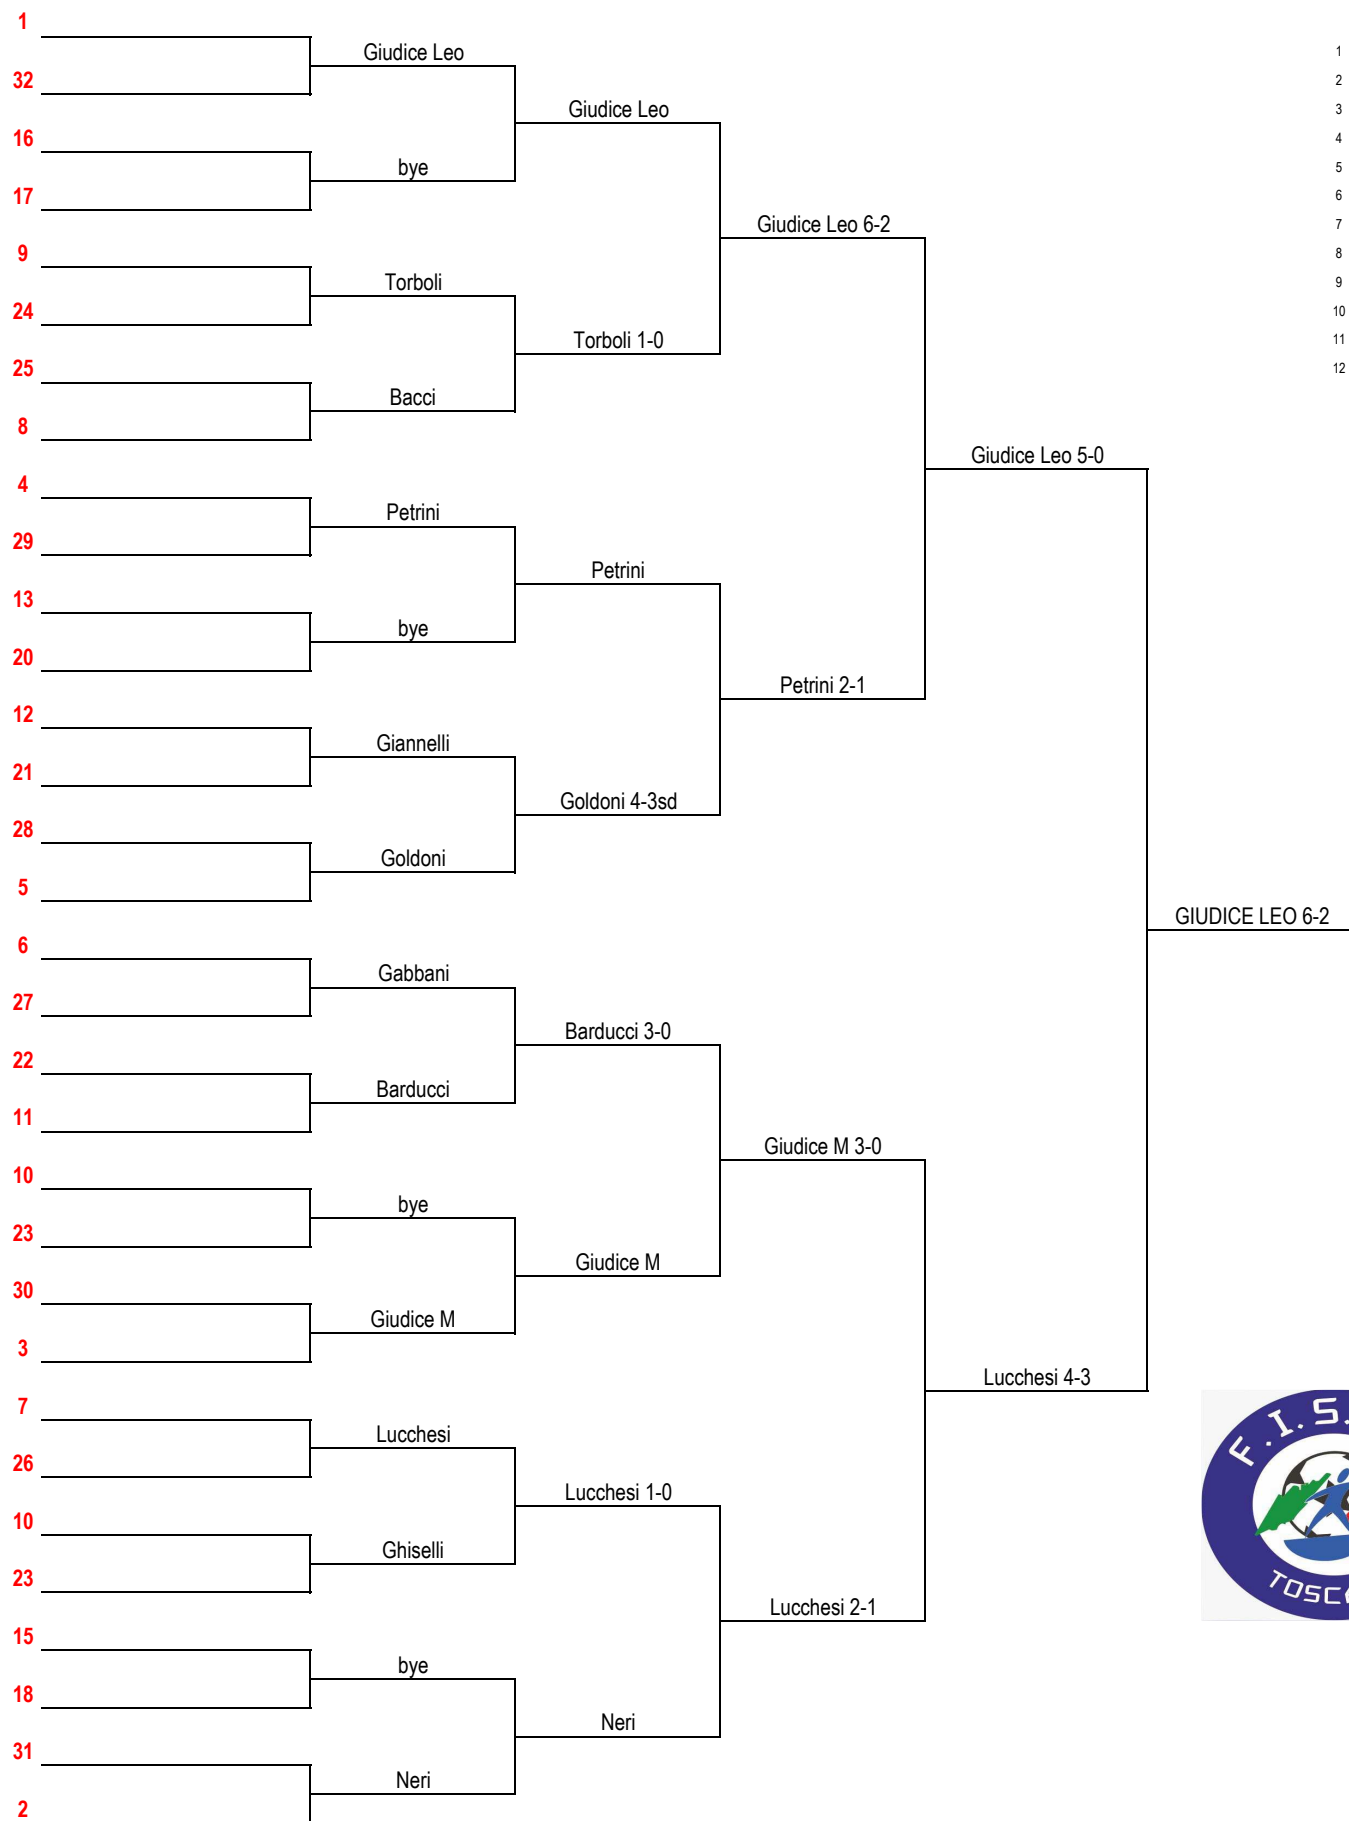 1
Giudice Leo
1
32
2
Giudice Leo
3
16
4
bye
5
17
6
Giudice Leo 6-2
7
9
8
Torboli
9
24
10
Torboli 1-0
11
25
12
Bacci
8
Giudice Leo 5-0
4
Petrini
29
Petrini
13
bye
20
Petrini 2-1
12
Giannelli
21
Goldoni 4-3sd
28
Goldoni
5
GIUDICE LEO 6-2
6
Gabbani
27
Barducci 3-0
22
Barducci
11
Giudice M 3-0
10
bye
23
Giudice M
30
Giudice M
3
Lucchesi 4-3
7
Lucchesi
26
Lucchesi 1-0
10
Ghiselli
23
Lucchesi 2-1
15
bye
18
Neri
31
Neri
2
F.I.S.